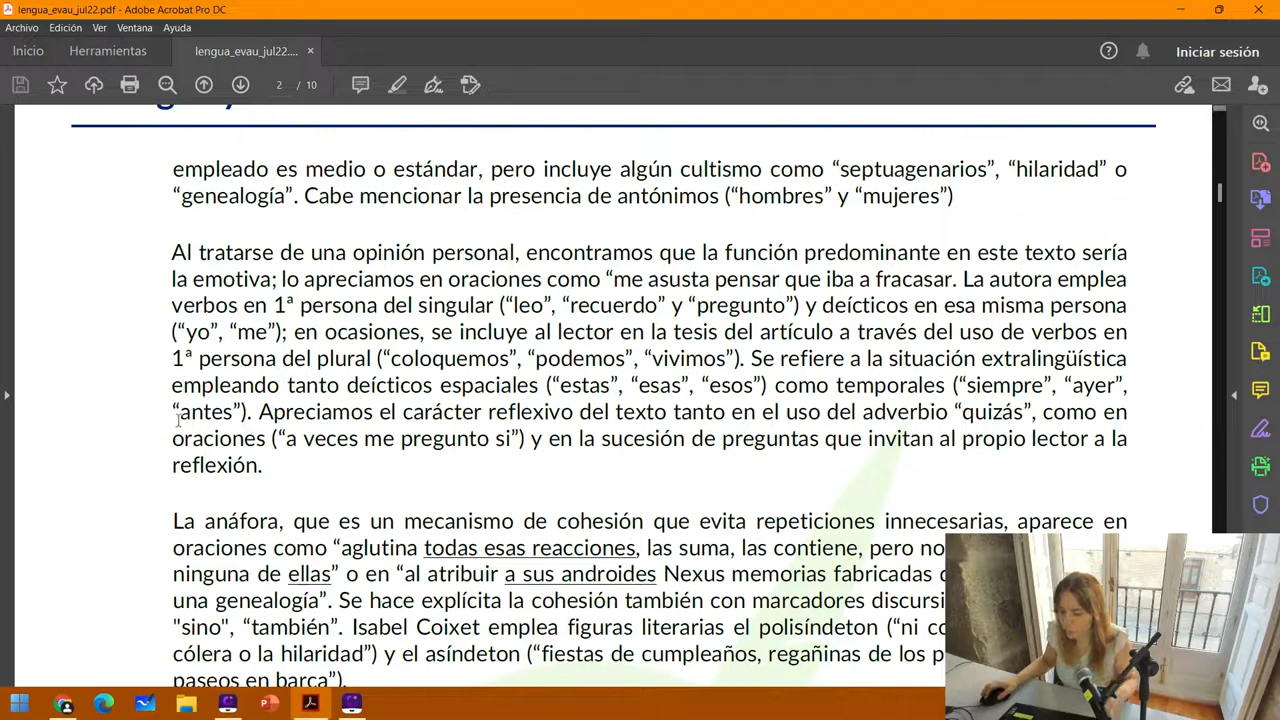 lengua_evau_jul22.pdf - Adobe Acrobat Pro DC
Archivo Edición Ver Ventana Ayuda
Inicio Herramientas lengua_evau_jul22.... × Iniciar sesión
2 / 10
empleado es medio o estándar, pero incluye algún cultismo como “septuagenarios”, “hilaridad” o
“genealogía”. Cabe mencionar la presencia de antónimos (“hombres” y “mujeres”)
Al tratarse de una opinión personal, encontramos que la función predominante en este texto sería
la emotiva; lo apreciamos en oraciones como “me asusta pensar que iba a fracasar. La autora emplea
verbos en 1ª persona del singular (“leo”, “recuerdo” y “pregunto”) y deícticos en esa misma persona
(“yo”, “me”); en ocasiones, se incluye al lector en la tesis del artículo a través del uso de verbos en
1ª persona del plural (“coloquemos”, “podemos”, “vivimos”). Se refiere a la situación extralingüística
empleando tanto deícticos espaciales (“estas”, “esas”, “esos”) como temporales (“siempre”, “ayer”,
“antes”). Apreciamos el carácter reflexivo del texto tanto en el uso del adverbio “quizás”, como en
oraciones (“a veces me pregunto si”) y en la sucesión de preguntas que invitan al propio lector a la
reflexión.
La anáfora, que es un mecanismo de cohesión que evita repeticiones innecesarias, aparece en
oraciones como “aglutina todas esas reacciones, las suma, las contiene, pero no
ninguna de ellas” o en “al atribuir a sus androides Nexus memorias fabricadas
una genealogía”. Se hace explícita la cohesión también con marcadores
"sino", “también”. Isabel Coixet emplea figuras literarias el polisíndeton (“ni
cólera o la hilaridad”) y el asíndeton (“fiestas de cumpleaños, regañinas de los
paseos en barca”).